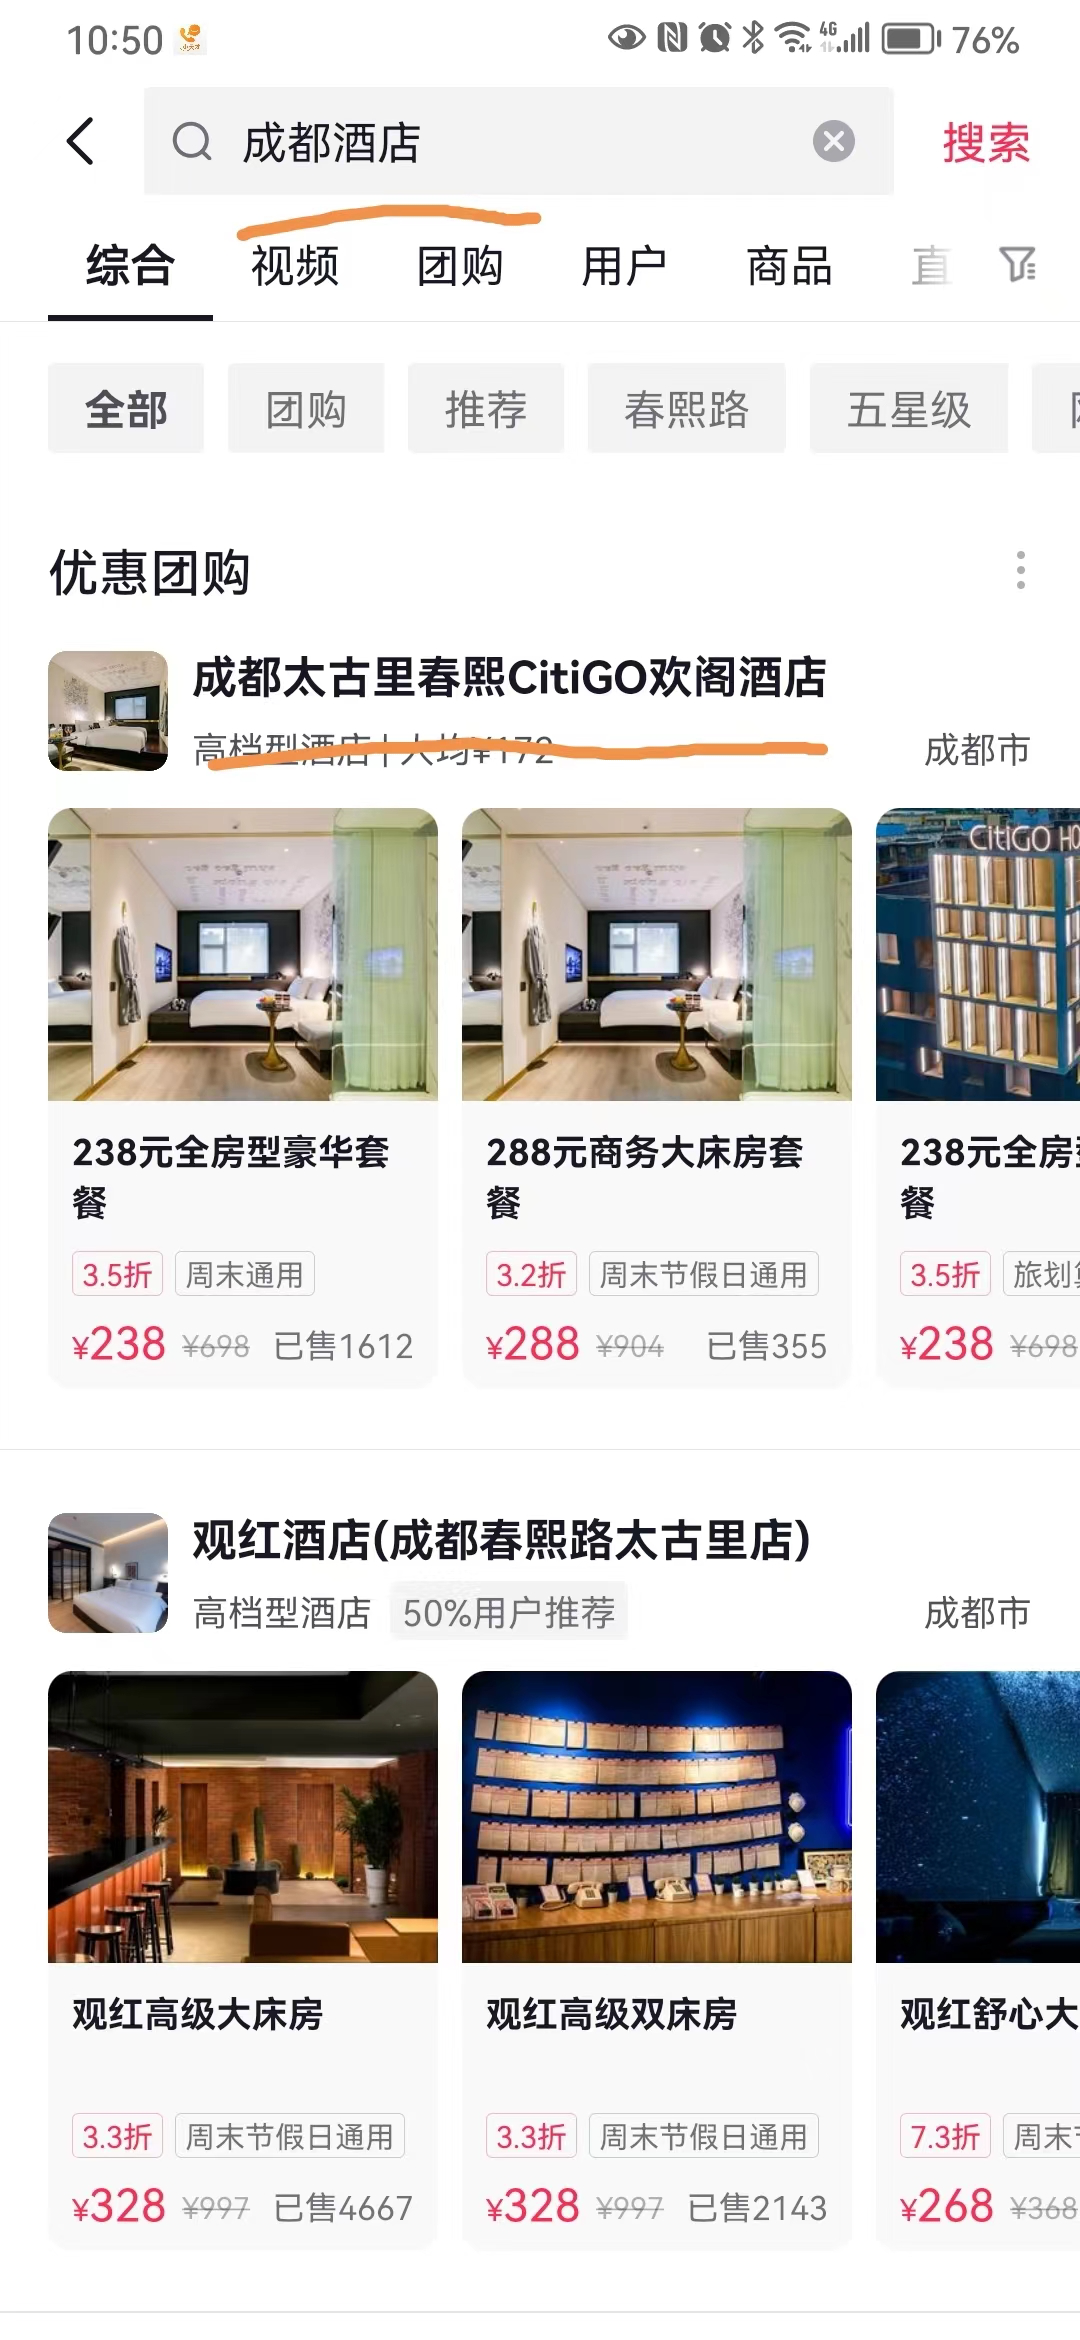 10:50
4G
76%
成都酒店
搜索
综合 视频 团购 用户 商品 直
全部 团购 推荐 春熙路 五星级
优惠团购
成都太古里春熙CitiGO欢阁酒店
高档型酒店 | 人均¥172 成都市
CitiGO HO
238元全房型豪华套餐
3.5折 周末通用
¥238 ¥698 已售1612
288元商务大床房套餐
3.2折 周末节假日通用
¥288 ¥904 已售355
238元全房
餐
3.5折 旅划
¥238 ¥698
观红酒店(成都春熙路太古里店)
高档型酒店 50%用户推荐 成都市
观红高级大床房
3.3折 周末节假日通用
¥328 ¥997 已售4667
观红高级双床房
3.3折 周末节假日通用
¥328 ¥997 已售2143
观红舒心大
7.3折 周末
¥268 ¥368